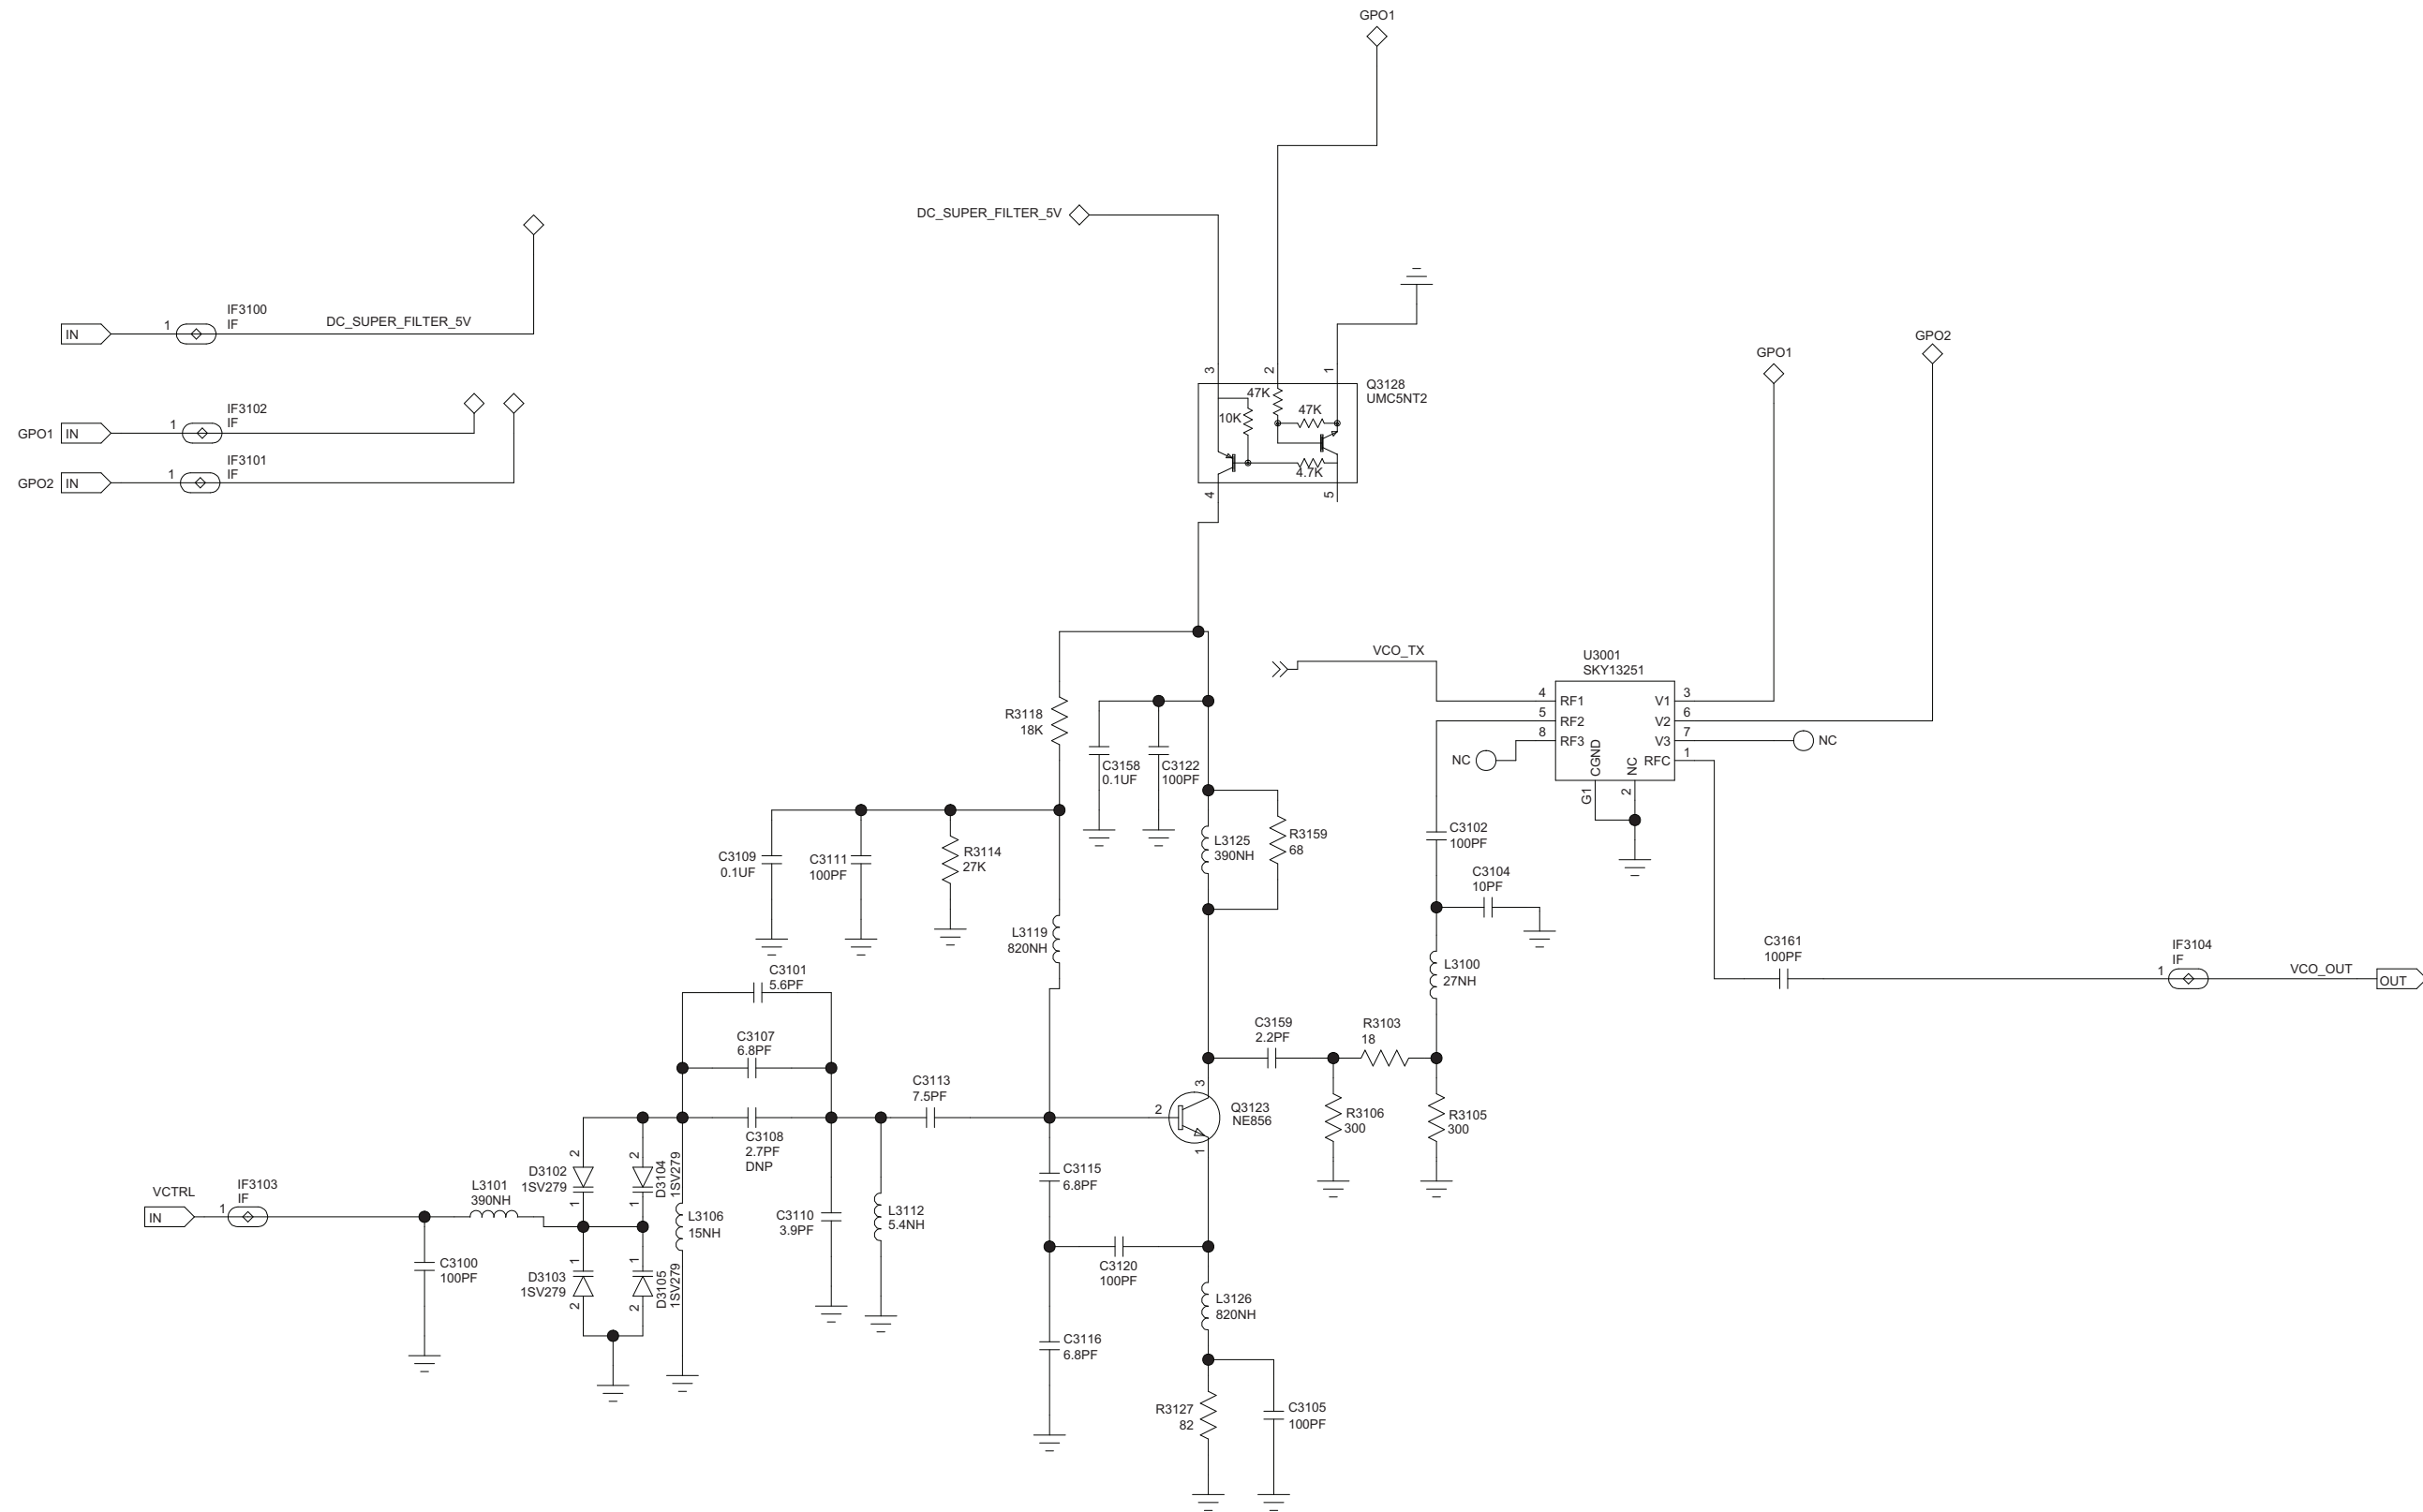 GPO1
DC_SUPER_FILTER_5V
IN
1
IF3100
IF
DC_SUPER_FILTER_5V
GPO1
IN
1
IF3102
IF
GPO2
IN
1
IF3101
IF
3
2
1
Q3128
UMC5NT2
47K
10K
47K
4.7K
4
5
GPO1
GPO2
VCO_TX
U3001
SKY13251
4
RF1
V1
3
5
RF2
V2
6
8
RF3
V3
7
NC
NC
RFC
1
CGND
NC
G1
2
R3118
18K
C3158
0.1UF
C3122
100PF
C3109
0.1UF
C3111
100PF
R3114
27K
L3125
390NH
R3159
68
C3102
100PF
C3104
10PF
L3119
820NH
L3100
27NH
C3161
100PF
1
IF3104
IF
VCO_OUT
OUT
C3101
5.6PF
C3107
6.8PF
C3108
2.7PF
DNP
C3113
7.5PF
C3159
2.2PF
R3103
18
2
3
1
Q3123
NE856
R3106
300
R3105
300
VCTRL
IN
1
IF3103
IF
L3101
390NH
C3100
100PF
2
D3102
1SV279
1
2
D3104
1SV279
1
1
D3103
1SV279
2
1
D3105
1SV279
2
L3106
15NH
C3110
3.9PF
L3112
5.4NH
C3115
6.8PF
C3120
100PF
C3116
6.8PF
L3126
820NH
R3127
82
C3105
100PF